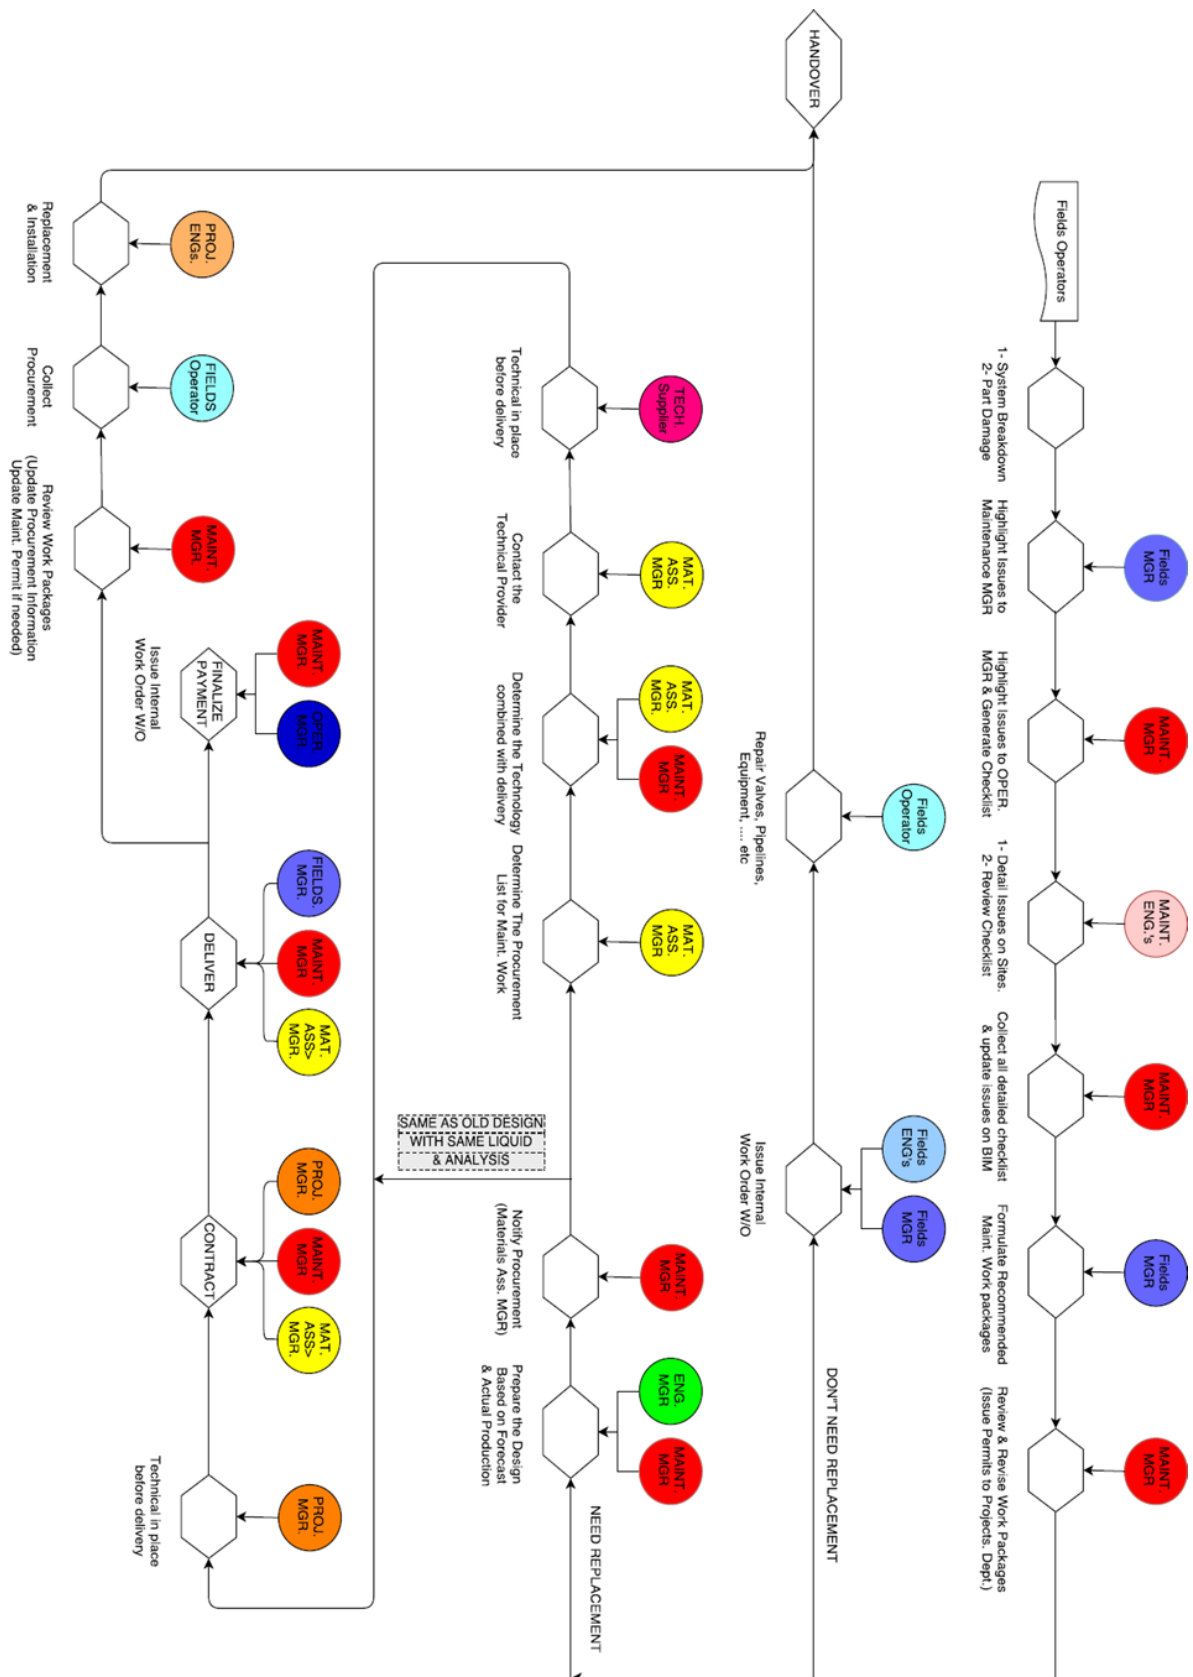 Fields Operators
1- System Breakdown
2- Part Damage
Fields
MGR
Highlight Issues to
Maintenance MGR
MAINT.
MGR
Highlight Issues to OPER.
MGR & Generate Checklist
MAINT.
ENG.'s
1- Detail Issues on Sites.
2- Review Checklist
MAINT.
MGR
Collect all detailed checklist
& update issues on BIM
Fields
MGR
Formulate Recommended
Maint. Work packages
MAINT.
MGR
Review & Revise Work Packages
(Issue Permits to Projects. Dept.)
HANDOVER
Fields
Operator
Repair Valves, Pipelines,
Equipment, .... etc
Fields
ENG's
Fields
MGR
Issue Internal
Work Order W/O
DON"T NEED REPLACEMENT
TECH.
Supplier
Technical in place
before delivery
MAT.
ASS.
MGR
Contact the
Technical Provider
MAT.
ASS.
MGR.
MAINT.
MGR
Determine the Technology
combined with delivery
MAT.
ASS.
MGR
Determine The Procurement
List for Maint. Work
SAME AS OLD DESIGN
WITH SAME LIQUID
& ANALYSIS
MAINT.
MGR
Notify Procurement
(Materials Ass. MGR)
ENG.
MGR
MAINT.
MGR
Prepare the Design
Based on Forecast
& Actual Production
NEED REPLACEMENT
MAINT.
MGR.
OPER
MGR.
FINALIZE
PAYMENT
Issue Internal
Work Order W/O
FIELDS.
MGR.
MAINT.
MGR
MAT.
ASS>
MGR.
DELIVER
PROJ.
MGR.
MAINT.
MGR
MAT.
ASS>
MGR.
CONTRACT
PROJ.
MGR.
Technical in place
before delivery
PROJ.
ENGs.
Replacement
& Installation
FIELDS
Operator
Collect
Procurement
MAINT.
MGR.
Review Work Packages
(Update Procurement Information
Update Maint. Permit if needed)